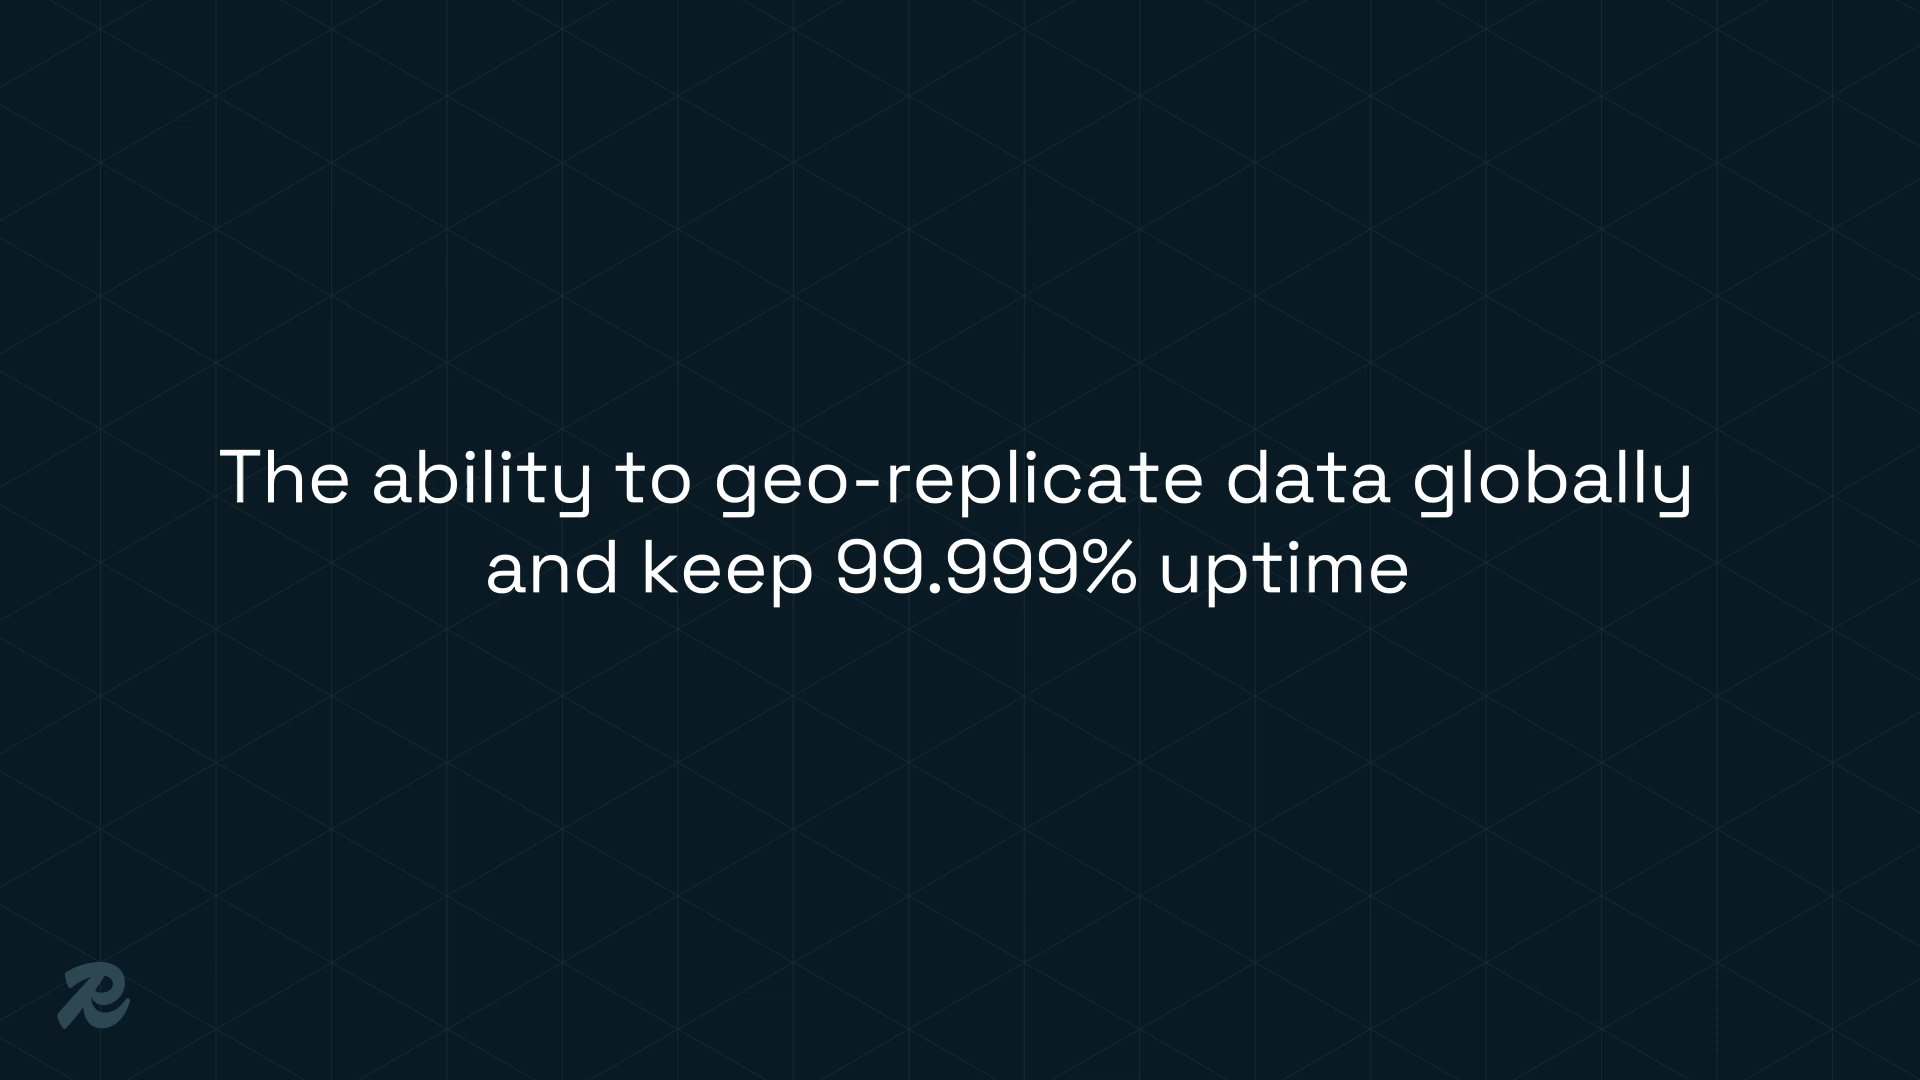 The ability to geo-replicate data globally
and keep 99.999% uptime